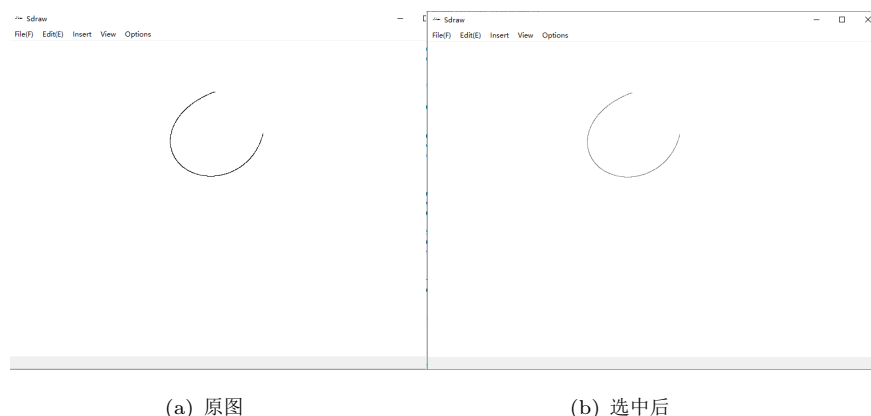 Sdraw
File(F) Edit(E) Insert View Options
Sdraw
File(F) Edit(E) Insert View Options
(a) 原图
(b) 选中后